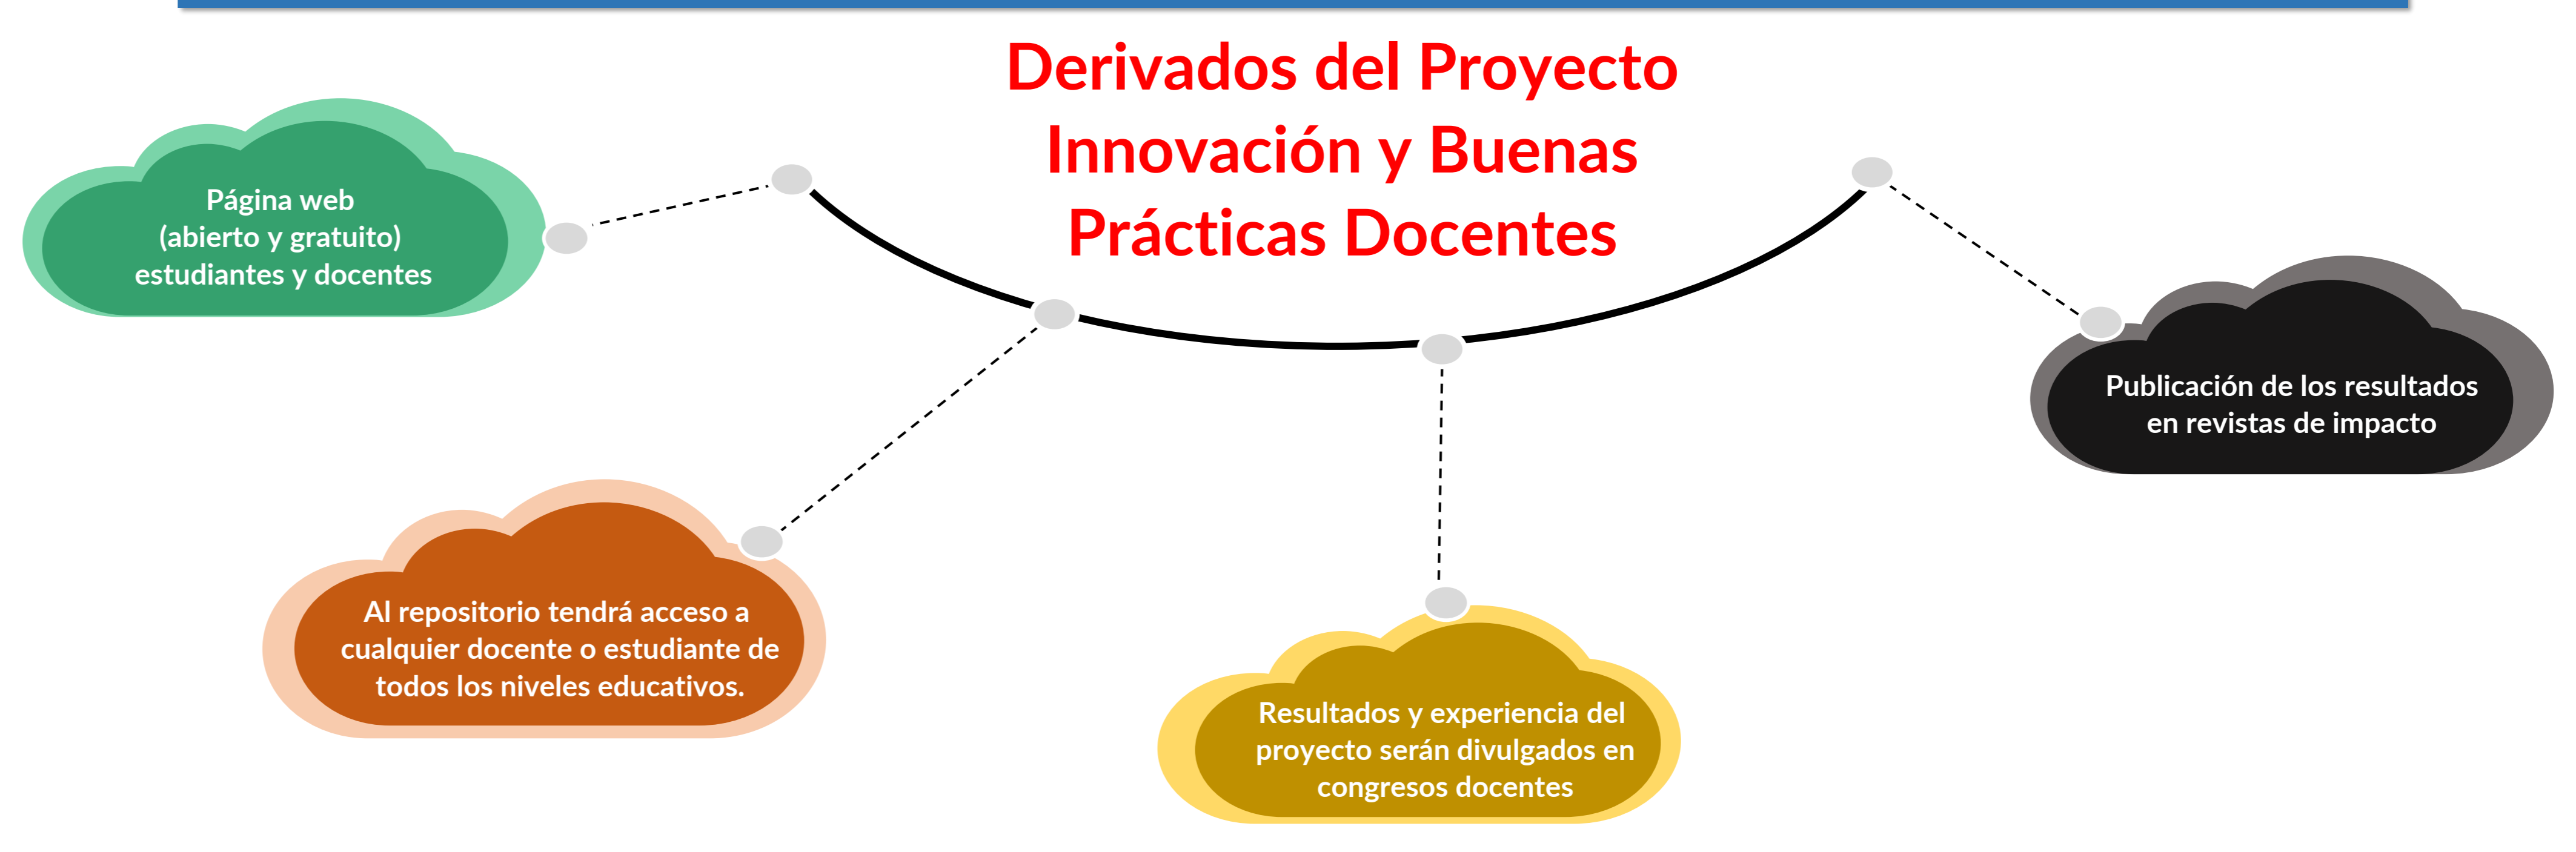 Derivados del Proyecto
Innovación y Buenas
Prácticas Docentes
Página web
(abierto y gratuito)
estudiantes y docentes
Al repositorio tendrá acceso a
cualquier docente o estudiante de
todos los niveles educativos.
Resultados y experiencia del
proyecto serán divulgados en
congresos docentes
Publicación de los resultados
en revistas de impacto